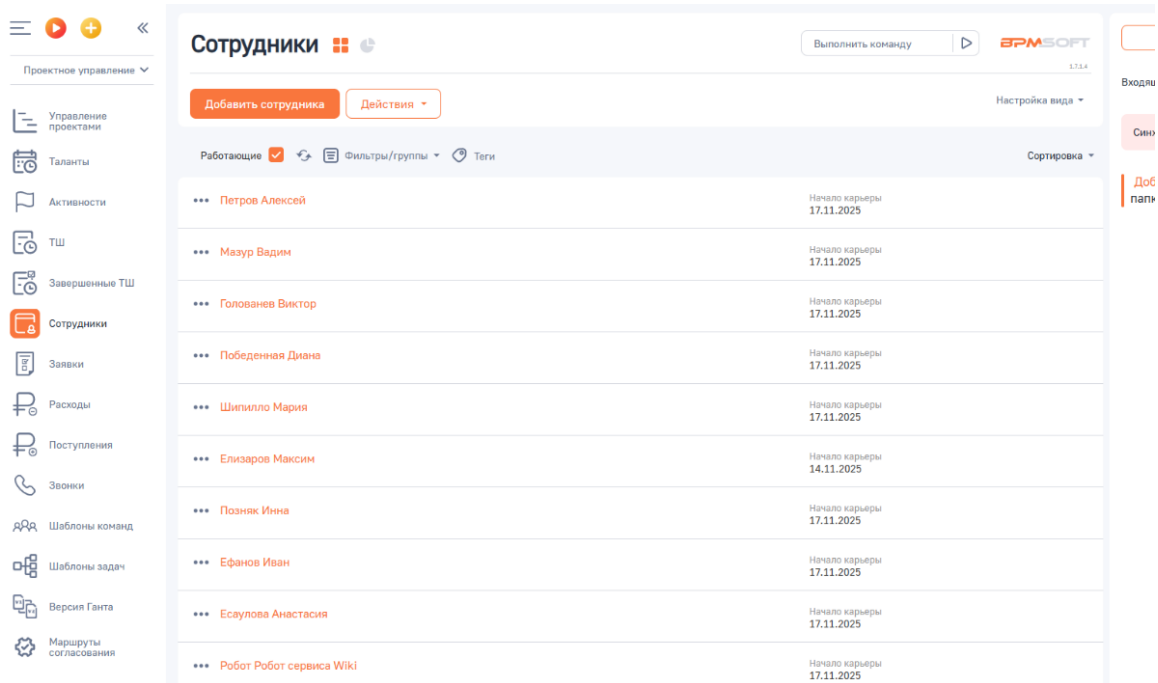 Проектное управление
Управление
проектами
Таланты
Активности
ТШ
Завершенные ТШ
Сотрудники
Заявки
Расходы
Поступления
Звонки
Шаблоны команд
Шаблоны задач
Версия Ганта
Маршруты
согласования
Сотрудники
Выполнить команду
BPMSOFT
1.7.1.4
Добавить сотрудника
Действия
Настройка вида
Работающие
Фильтры/группы
Теги
Сортировка
Петров Алексей
Начало карьеры
17.11.2025
Мазур Вадим
Начало карьеры
17.11.2025
Голованев Виктор
Начало карьеры
17.11.2025
Победенная Диана
Начало карьеры
17.11.2025
Шипилло Мария
Начало карьеры
17.11.2025
Елизаров Максим
Начало карьеры
14.11.2025
Позняк Инна
Начало карьеры
17.11.2025
Ефанов Иван
Начало карьеры
17.11.2025
Есаулова Анастасия
Начало карьеры
17.11.2025
Робот Робот сервиса Wiki
Начало карьеры
17.11.2025